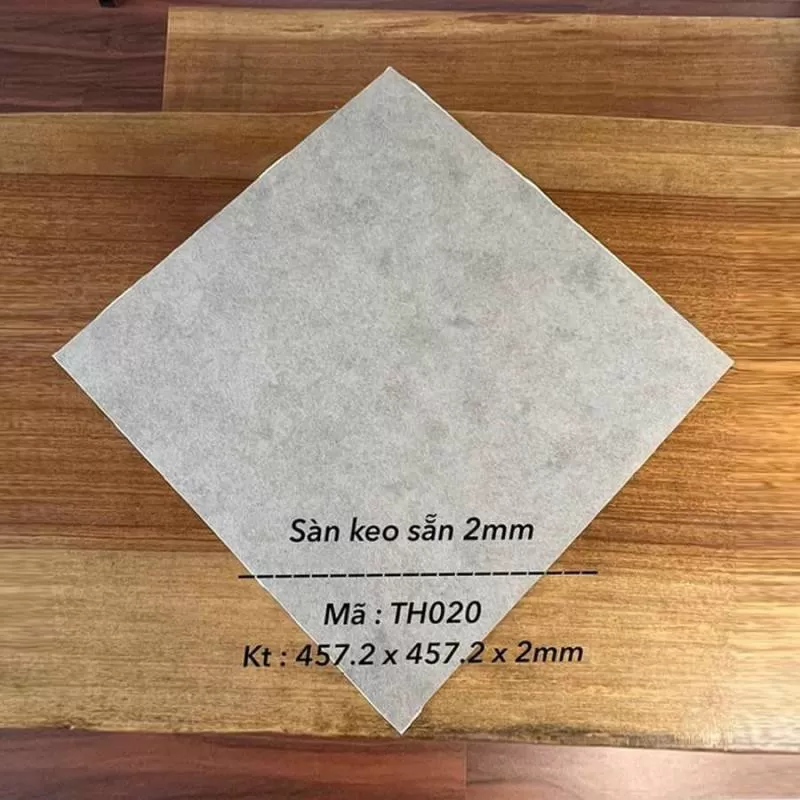 Sàn keo sẵn 2mm
Mã : TH020
Kt : 457.2 x 457.2 x 2mm